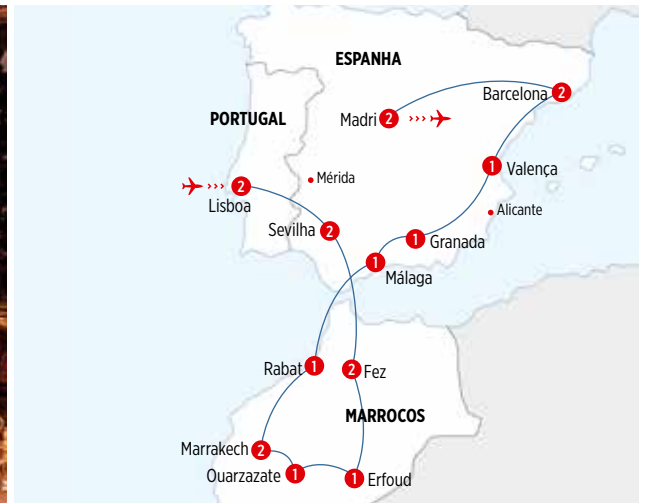 ESPANHA
Barcelona 2
PORTUGAL
Madri 2
1 Valença
Mérida
2
Lisboa
Alicante
Sevilha 2
1 Granada
1
Málaga
Rabat 1
2 Fez
MARROCOS
Marrakech 2
Ouarzazate 1
1 Erfoud